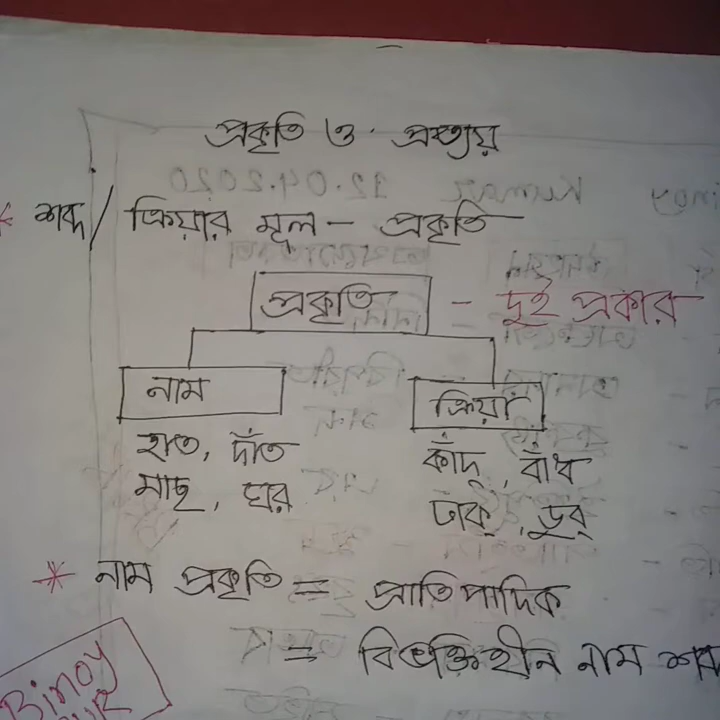 প্রকৃতি ও প্রত্যয়
* শব্দ / ক্রিয়ার মূল - প্রকৃতি
প্রকৃতি - দুই প্রকার
নাম ক্রিয়া
হাত, দাঁত কাঁদ্, বাঁধ
মাছ, ঘর ঢাক্, ডুব্
* নাম প্রকৃতি = প্রাতিপাদিক
= বিভক্তিহীন নাম শব্দ
Binoy